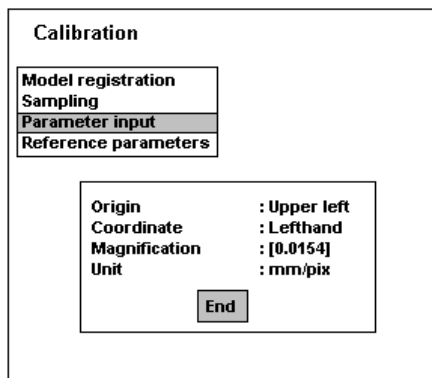 Calibration
Model registration
Sampling
Parameter input
Reference parameters
Origin : Upper left
Coordinate : Lefthand
Magnification : [0.0154]
Unit : mm/pix
End